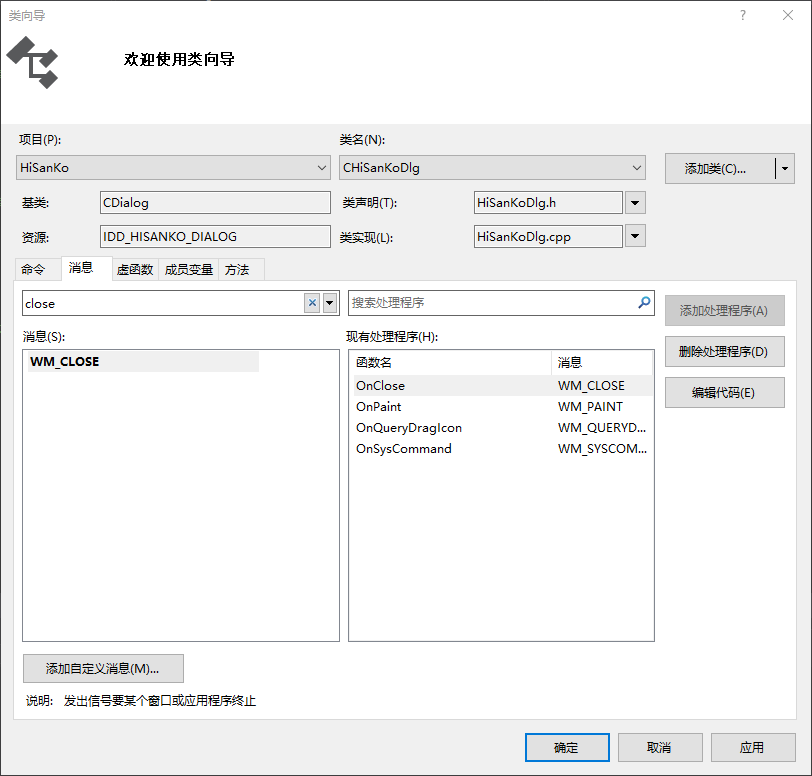 类向导
?
欢迎使用类向导
项目(P):
类名(N):
HiSanKo
CHiSanKoDlg
添加类(C)...
基类:
CDialog
类声明(T):
HiSanKoDlg.h
资源:
IDD_HISANKO_DIALOG
类实现(L):
HiSanKoDlg.cpp
命令 消息 虚函数 成员变量 方法
close
搜索处理程序
添加处理程序(A)
消息(S):
现有处理程序(H):
删除处理程序(D)
WM_CLOSE
函数名 消息
OnClose WM_CLOSE
编辑代码(E)
OnPaint WM_PAINT
OnQueryDragIcon WM_QUERYD...
OnSysCommand WM_SYSCOM...
添加自定义消息(M)...
说明: 发出信号要某个窗口或应用程序终止
确定 取消 应用